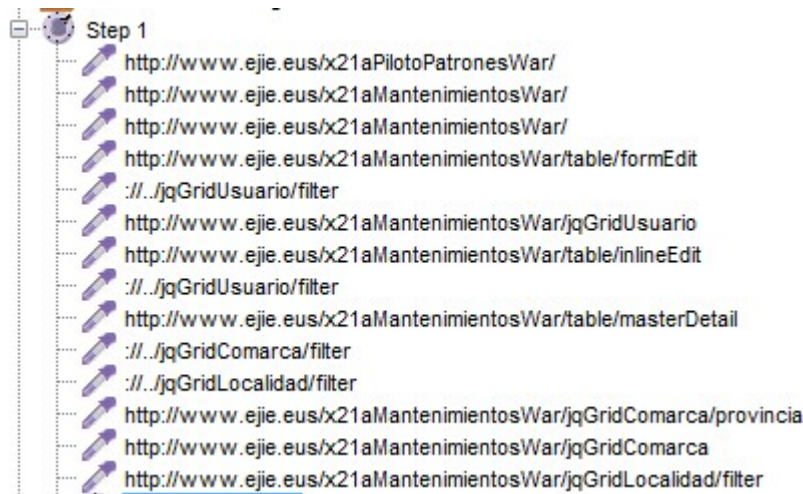 Step 1
http://www.ejie.eus/x21aPilotoPatronesWar/
http://www.ejie.eus/x21aMantenimientosWar/
http://www.ejie.eus/x21aMantenimientosWar/
http://www.ejie.eus/x21aMantenimientosWar/table/formEdit
://../jqGridUsuario/filter
http://www.ejie.eus/x21aMantenimientosWar/jqGridUsuario
http://www.ejie.eus/x21aMantenimientosWar/table/inlineEdit
://../jqGridUsuario/filter
http://www.ejie.eus/x21aMantenimientosWar/table/masterDetail
://../jqGridComarca/filter
://../jqGridLocalidad/filter
http://www.ejie.eus/x21aMantenimientosWar/jqGridComarca/provincia
http://www.ejie.eus/x21aMantenimientosWar/jqGridComarca
http://www.ejie.eus/x21aMantenimientosWar/jqGridLocalidad/filter